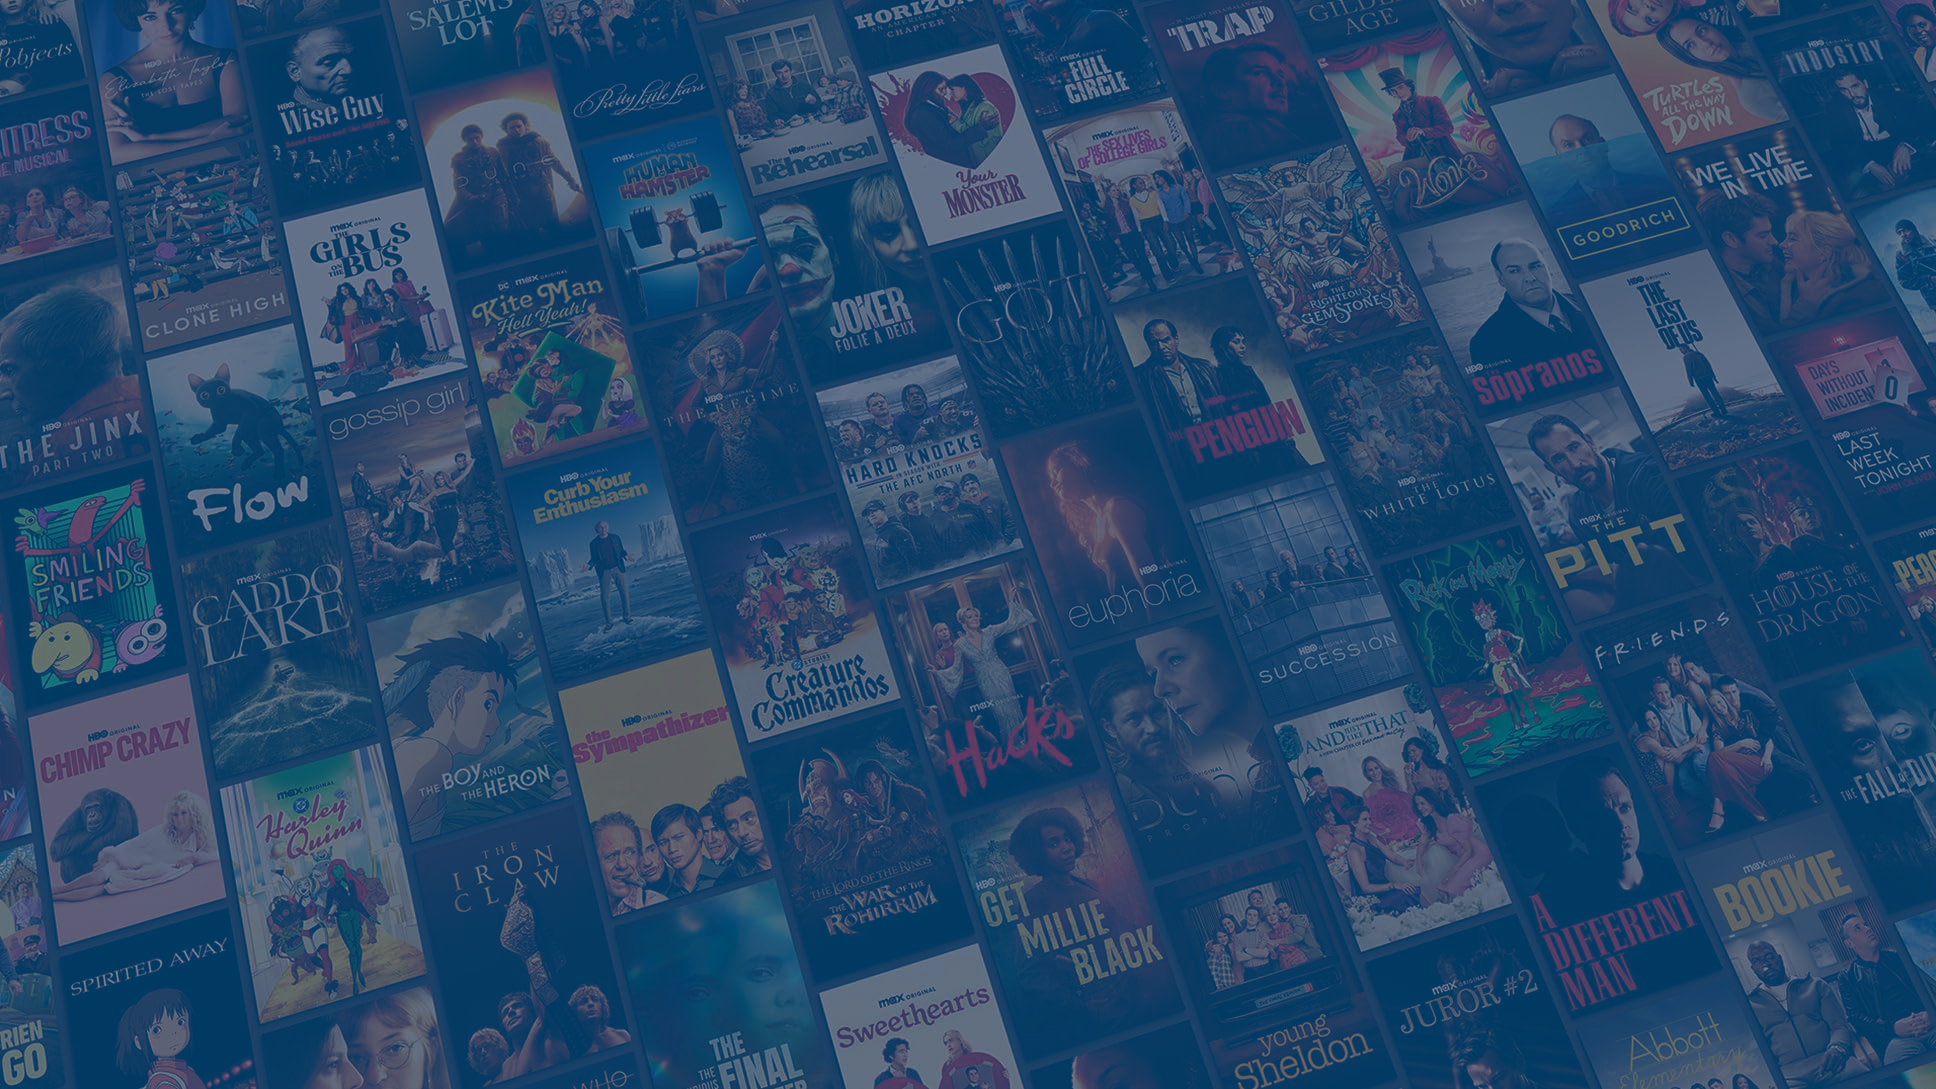 objects
HBO ORIGINAL
Elizabeth Taylor
THE LOST TAPES
HBO ORIGINAL
Wise Guy
SALEM'S
LOT
Pretty Little Liars
HBO ORIGINAL
The Rehearsal
HORIZON
AN AMERICAN SAGA
CHAPTER 1
Your
MONSTER
FULL
CIRCLE
max ORIGINAL
THE SEX LIVES
OF COLLEGE GIRLS
TRAP
GILDED
AGE
Wonka
GOODRICH
TURTLES
ALL THE WAY
DOWN
WE LIVE
IN TIME
INDUSTRY
THE MUSICAL
max ORIGINAL
CLONE HIGH
max ORIGINAL
THE
GIRLS
ON THE
BUS
DUNE
DC max ORIGINAL
Kite Man
Hell Yeah!
max ORIGINAL
HUMAN
HAMSTER
JOKER
FOLIE À DEUX
HBO ORIGINAL
GOT
THE
PENGUIN
HBO ORIGINAL
THE
RIGHTEOUS
GEMSTONES
HBO ORIGINAL
the
Sopranos
HBO ORIGINAL
THE
LAST
OF US
DAYS
WITHOUT
INCIDENT
0
HBO ORIGINAL
LAST
WEEK
TONIGHT
HBO ORIGINAL
THE JINX
PART TWO
Flow
gossip girl
HBO ORIGINAL
Curb Your
Enthusiasm
HBO ORIGINAL
THE REGIME
HBO ORIGINAL
HARD KNOCKS
IN SEASON WITH
THE AFC NORTH
HBO ORIGINAL
euphoria
HBO ORIGINAL
SUCCESSION
HBO ORIGINAL
THE
WHITE LOTUS
max ORIGINAL
THE
PITT
HBO ORIGINAL
HOUSE OF THE
DRAGON
SMILING
FRIENDS
max ORIGINAL
CADDO
LAKE
THE BOY AND
THE HERON
HBO ORIGINAL
the
Sympathizer
max
DC STUDIOS
Creature
Commandos
max ORIGINAL
Hacks
HBO ORIGINAL
DUNE
max ORIGINAL
AND JUST
LIKE THAT
Rick and Morty
F·R·I·E·N·D·S
HBO ORIGINAL
CHIMP CRAZY
max ORIGINAL
Harley
Quinn
THE
IRON
CLAW
THE LORD OF THE RINGS
THE WAR OF THE
ROHIRRIM
HBO ORIGINAL
GET
MILLIE
BLACK
A
DIFFERENT
MAN
max ORIGINAL
BOOKIE
THE FALL OF
SPIRITED AWAY
THE
FINAL
max ORIGINAL
Sweethearts
young
Sheldon
max ORIGINAL
JUROR #2
Abbott
Elementary
GO
WHO